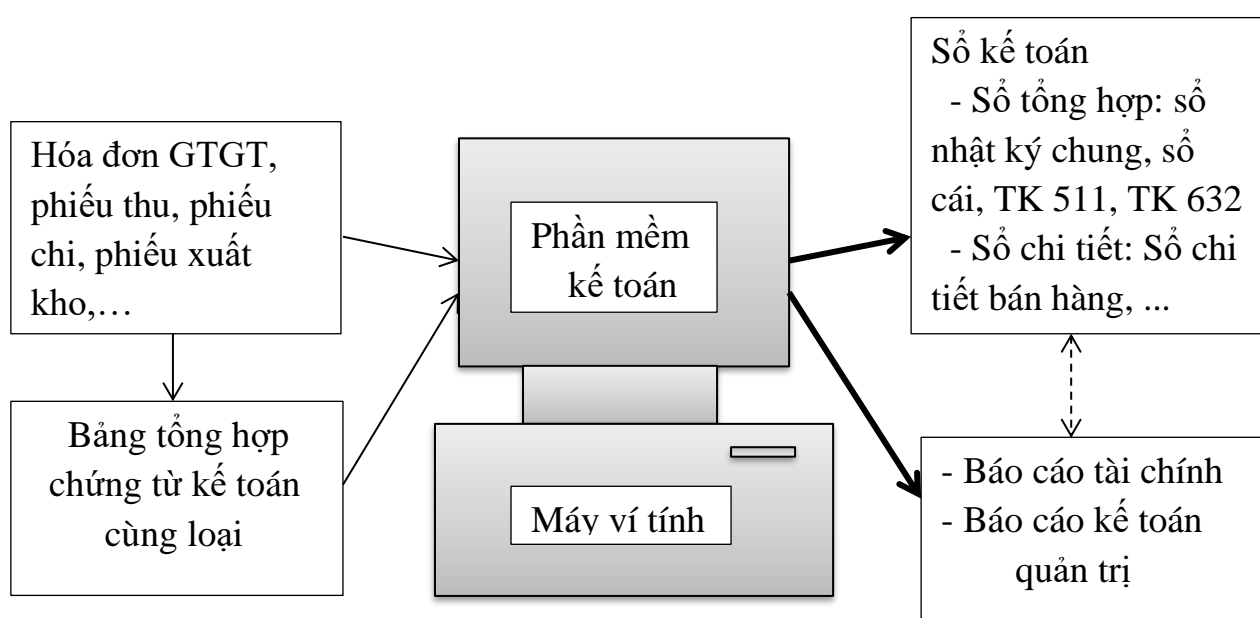 Hóa đơn GTGT,
phiếu thu, phiếu
chi, phiếu xuất
kho,…
Bảng tổng hợp
chứng từ kế toán
cùng loại
Phần mềm
kế toán
Máy ví tính
Sổ kế toán
- Sổ tổng hợp: sổ
nhật ký chung, sổ
cái, TK 511, TK 632
- Sổ chi tiết: Sổ chi
tiết bán hàng, ...
- Báo cáo tài chính
- Báo cáo kế toán
quản trị